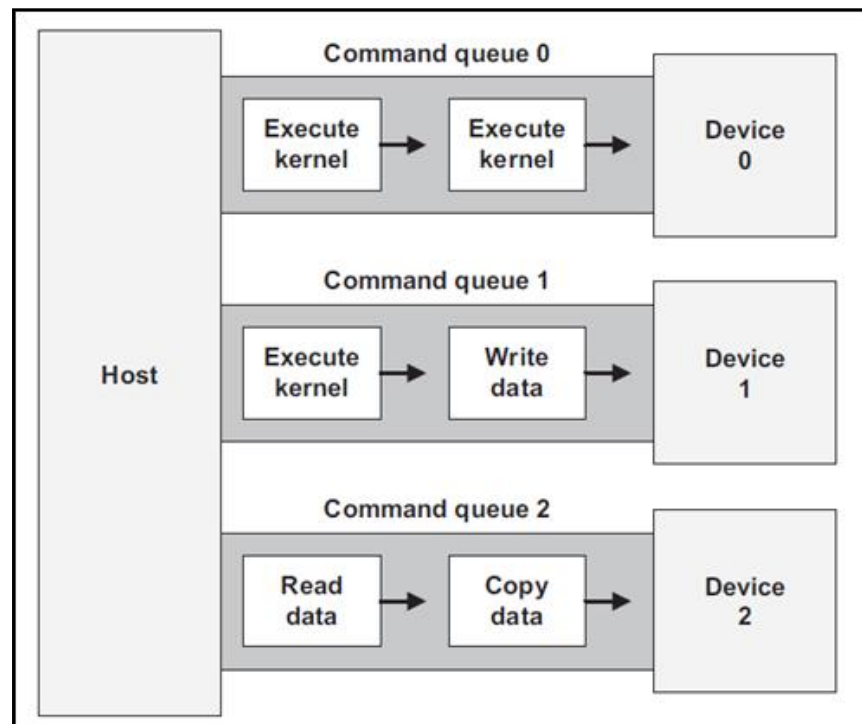 Command queue 0
Execute
kernel
Execute
kernel
Device
0
Command queue 1
Host
Execute
kernel
Write
data
Device
1
Command queue 2
Read
data
Copy
data
Device
2